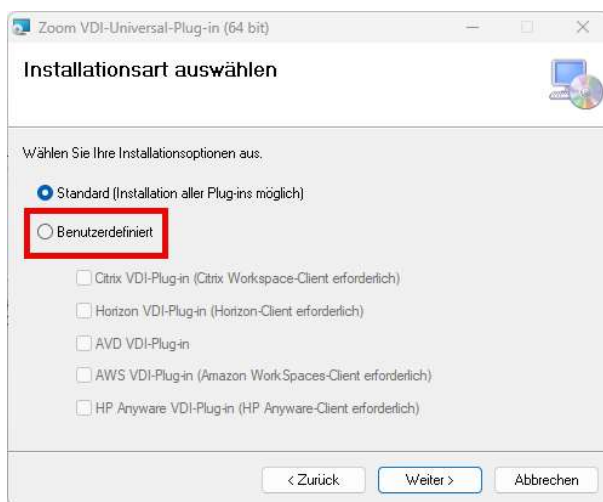 Zoom VDI-Universal-Plug-in (64 bit)
Installationsart auswählen
Wählen Sie Ihre Installationsoptionen aus.
Standard (Installation aller Plug-ins möglich)
Benutzerdefiniert
Citrix VDI-Plug-in (Citrix Workspace-Client erforderlich)
Horizon VDI-Plug-in (Horizon-Client erforderlich)
AVD VDI-Plug-in
AWS VDI-Plug-in (Amazon WorkSpaces-Client erforderlich)
HP Anyware VDI-Plug-in (HP Anyware-Client erforderlich)
< Zurück Weiter > Abbrechen